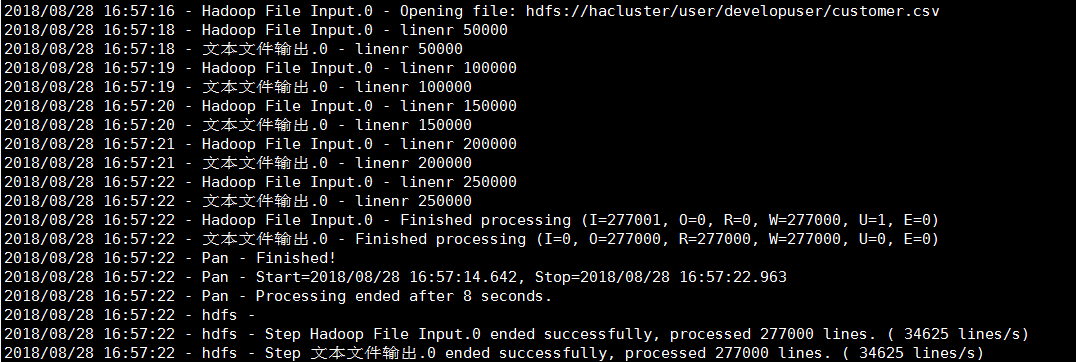 2018/08/28 16:57:16 - Hadoop File Input.0 - Opening file: hdfs://hacluster/user/developuser/customer.csv
2018/08/28 16:57:18 - Hadoop File Input.0 - linenr 50000
2018/08/28 16:57:18 - 文本文件输出.0 - linenr 50000
2018/08/28 16:57:19 - Hadoop File Input.0 - linenr 100000
2018/08/28 16:57:19 - 文本文件输出.0 - linenr 100000
2018/08/28 16:57:20 - Hadoop File Input.0 - linenr 150000
2018/08/28 16:57:20 - 文本文件输出.0 - linenr 150000
2018/08/28 16:57:21 - Hadoop File Input.0 - linenr 200000
2018/08/28 16:57:21 - 文本文件输出.0 - linenr 200000
2018/08/28 16:57:22 - Hadoop File Input.0 - linenr 250000
2018/08/28 16:57:22 - 文本文件输出.0 - linenr 250000
2018/08/28 16:57:22 - Hadoop File Input.0 - Finished processing (I=277001, O=0, R=0, W=277000, U=1, E=0)
2018/08/28 16:57:22 - 文本文件输出.0 - Finished processing (I=0, O=277000, R=277000, W=277000, U=0, E=0)
2018/08/28 16:57:22 - Pan - Finished!
2018/08/28 16:57:22 - Pan - Start=2018/08/28 16:57:14.642, Stop=2018/08/28 16:57:22.963
2018/08/28 16:57:22 - Pan - Processing ended after 8 seconds.
2018/08/28 16:57:22 - hdfs -
2018/08/28 16:57:22 - hdfs - Step Hadoop File Input.0 ended successfully, processed 277000 lines. ( 34625 lines/s)
2018/08/28 16:57:22 - hdfs - Step 文本文件输出.0 ended successfully, processed 277000 lines. ( 34625 lines/s)